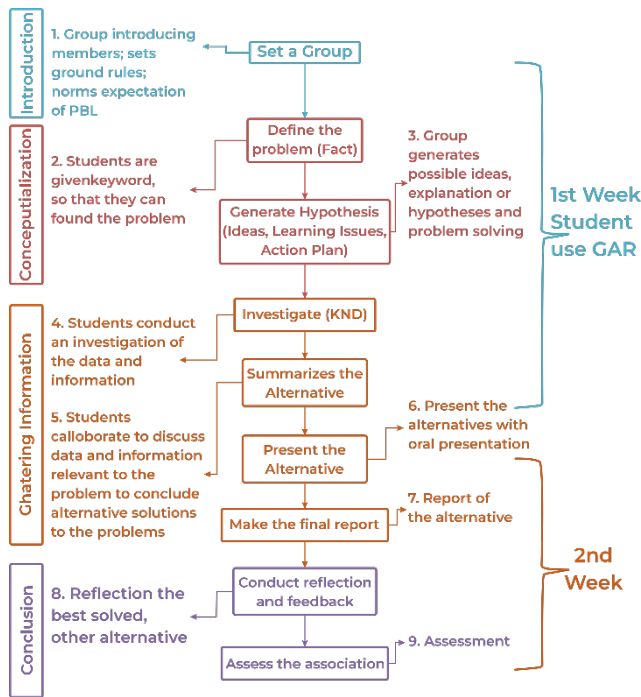 Introduction
1. Group introducing
members; sets
ground rules;
norms expectation
of PBL
Set a Group
Conceputialization
Define the
problem (Fact)
2. Students are
givenkeyword,
so that they can
found the problem
3. Group
generates
possible ideas,
explanation or
hypotheses and
problem solving
Generate Hypothesis
(Ideas, Learning Issues,
Action Plan)
1st Week
Student
use GAR
Ghatering Information
Investigate (KND)
4. Students conduct
an investigation of
the data and
information
Summarizes the
Alternative
5. Students
calloborate to discuss
data and information
relevant to the
problem to conclude
alternative solutions
to the problems
6. Present the
alternatives with
oral presentation
Present the
Alternative
7. Report of
the alternative
Make the final report
2nd
Week
Conclusion
Conduct reflection
and feedback
8. Reflection the
best solved,
other alternative
9. Assessment
Assess the association